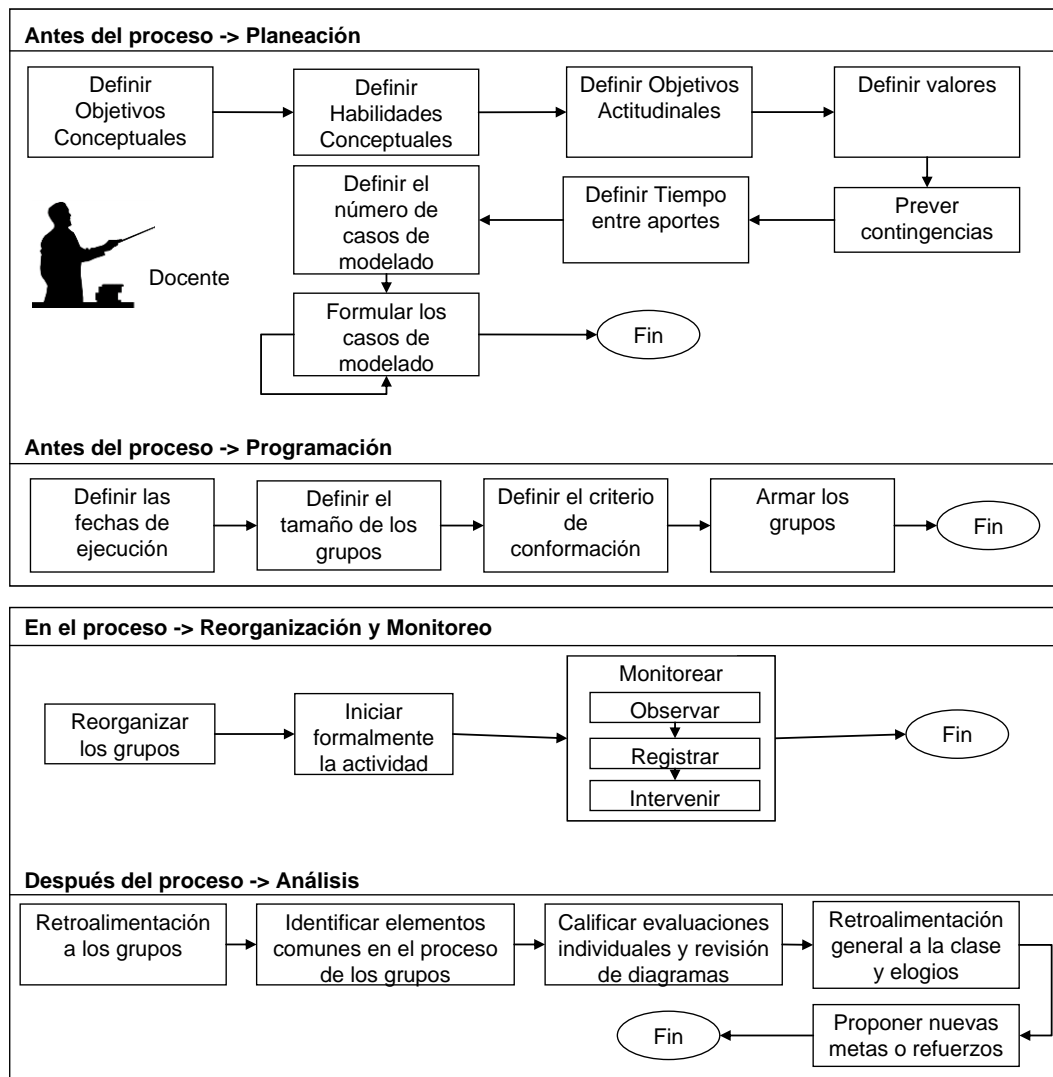 Antes del proceso -> Planeación
Definir
Objetivos
Conceptuales
Definir
Habilidades
Conceptuales
Definir Objetivos
Actitudinales
Definir valores
Prever
contingencias
Definir Tiempo
entre aportes
Definir el
número de
casos de
modelado
Docente
Formular los
casos de
modelado
Fin
Antes del proceso -> Programación
Definir las
fechas de
ejecución
Definir el
tamaño de los
grupos
Definir el criterio
de
conformación
Armar los
grupos
Fin
En el proceso -> Reorganización y Monitoreo
Reorganizar
los grupos
Iniciar
formalmente
la actividad
Monitorear
Observar
Registrar
Intervenir
Fin
Después del proceso -> Análisis
Retroalimentación
a los grupos
Identificar elementos
comunes en el proceso
de los grupos
Calificar evaluaciones
individuales y revisión
de diagramas
Retroalimentación
general a la clase
y elogios
Proponer nuevas
metas o refuerzos
Fin